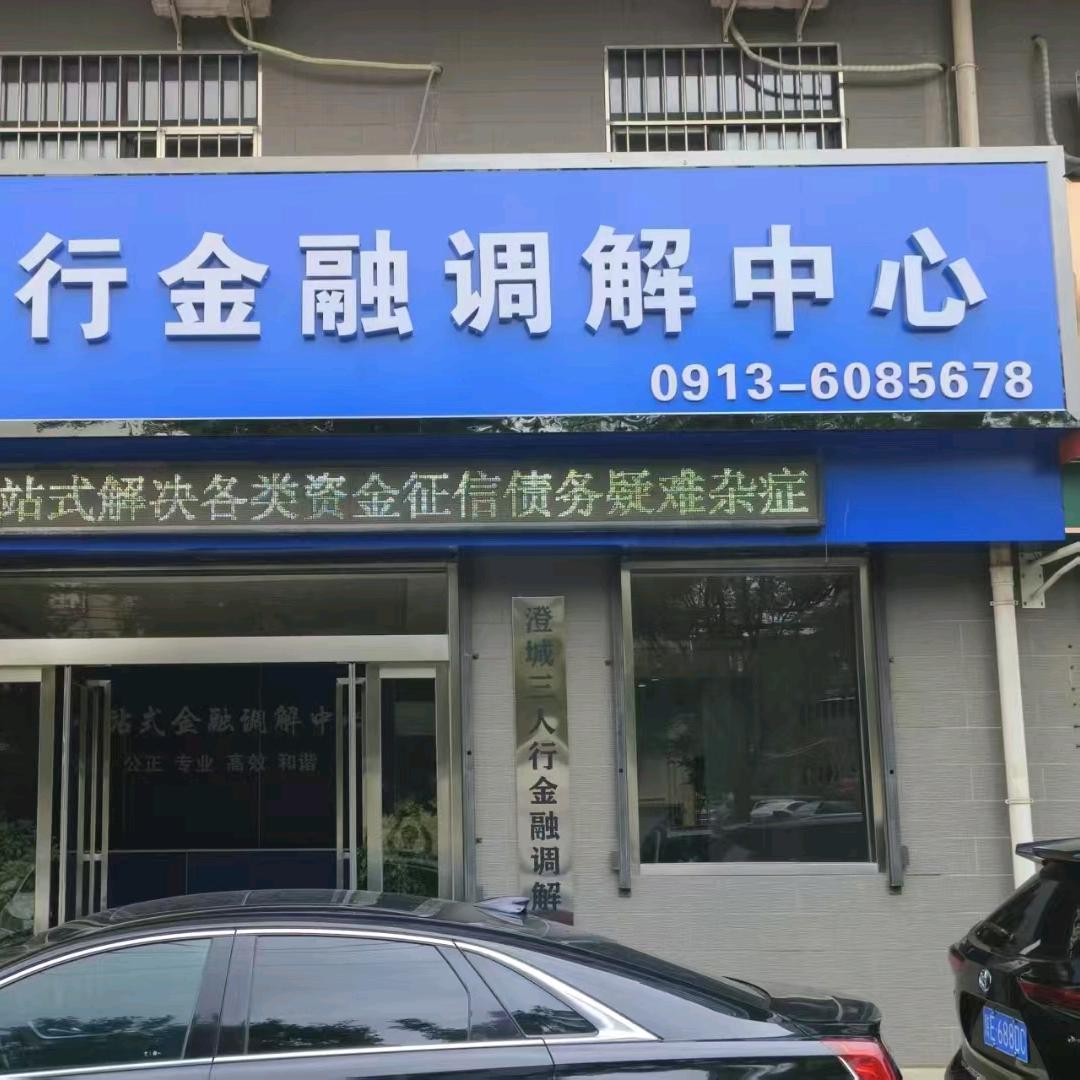 行金融调解中心
0913-6085678
站式解决各类资金征信债务疑难杂症
站式金融调解中心
公正 专业 高效 和谐
澄城三人行金融调解
E·688DD